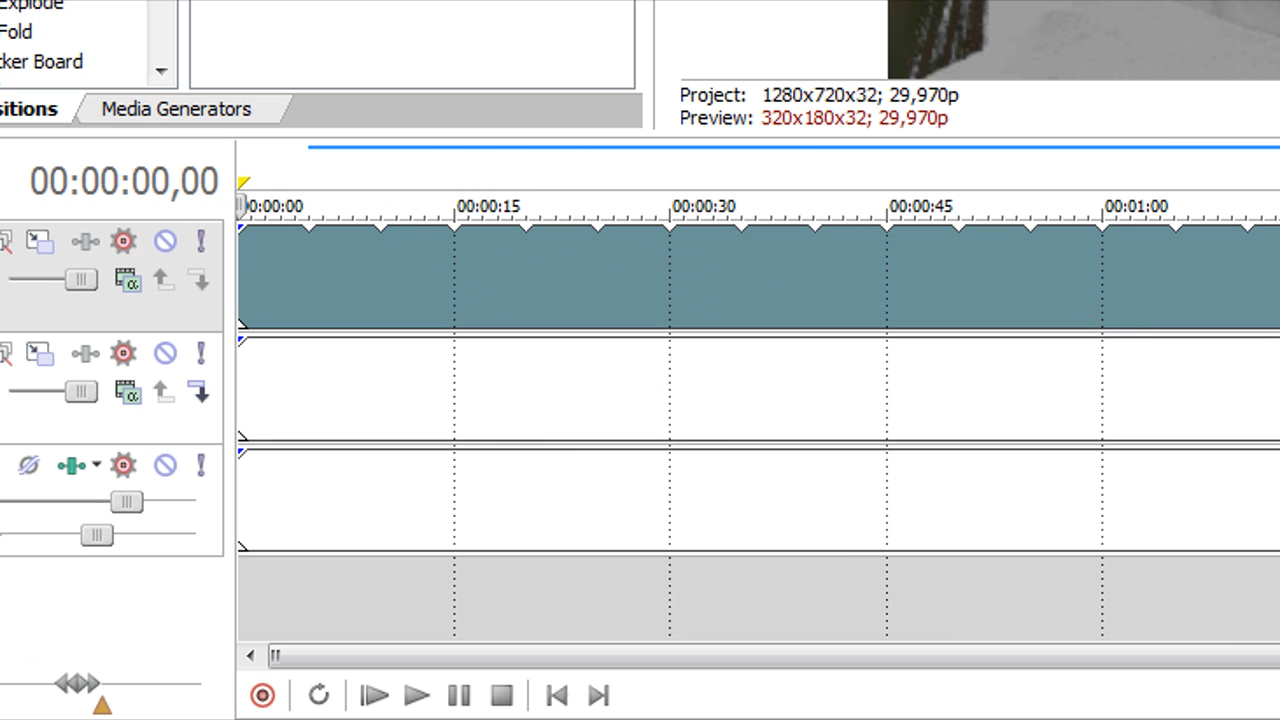 Explode
Fold
ker Board
sitions
Media Generators
Project: 1280x720x32; 29,970p
Preview: 320x180x32; 29,970p
00:00:00,00
0:00:00
00:00:15
00:00:30
00:00:45
00:01:00